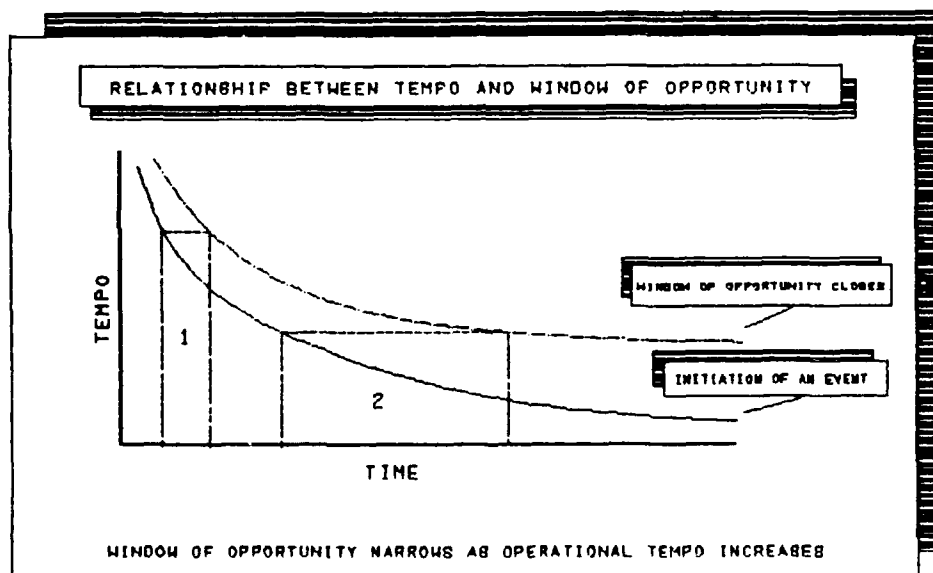 RELATIONSHIP BETWEEN TEMPO AND WINDOW OF OPPORTUNITY
TEMPO
1
2
WINDOW OF OPPORTUNITY CLOSES
INITIATION OF AN EVENT
TIME
WINDOW OF OPPORTUNITY NARROWS AS OPERATIONAL TEMPO INCREASES